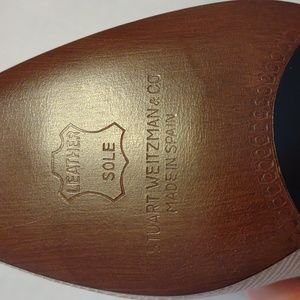 LEATHER
SOLE
STUART WEITZMAN & CO.
MADE IN SPAIN